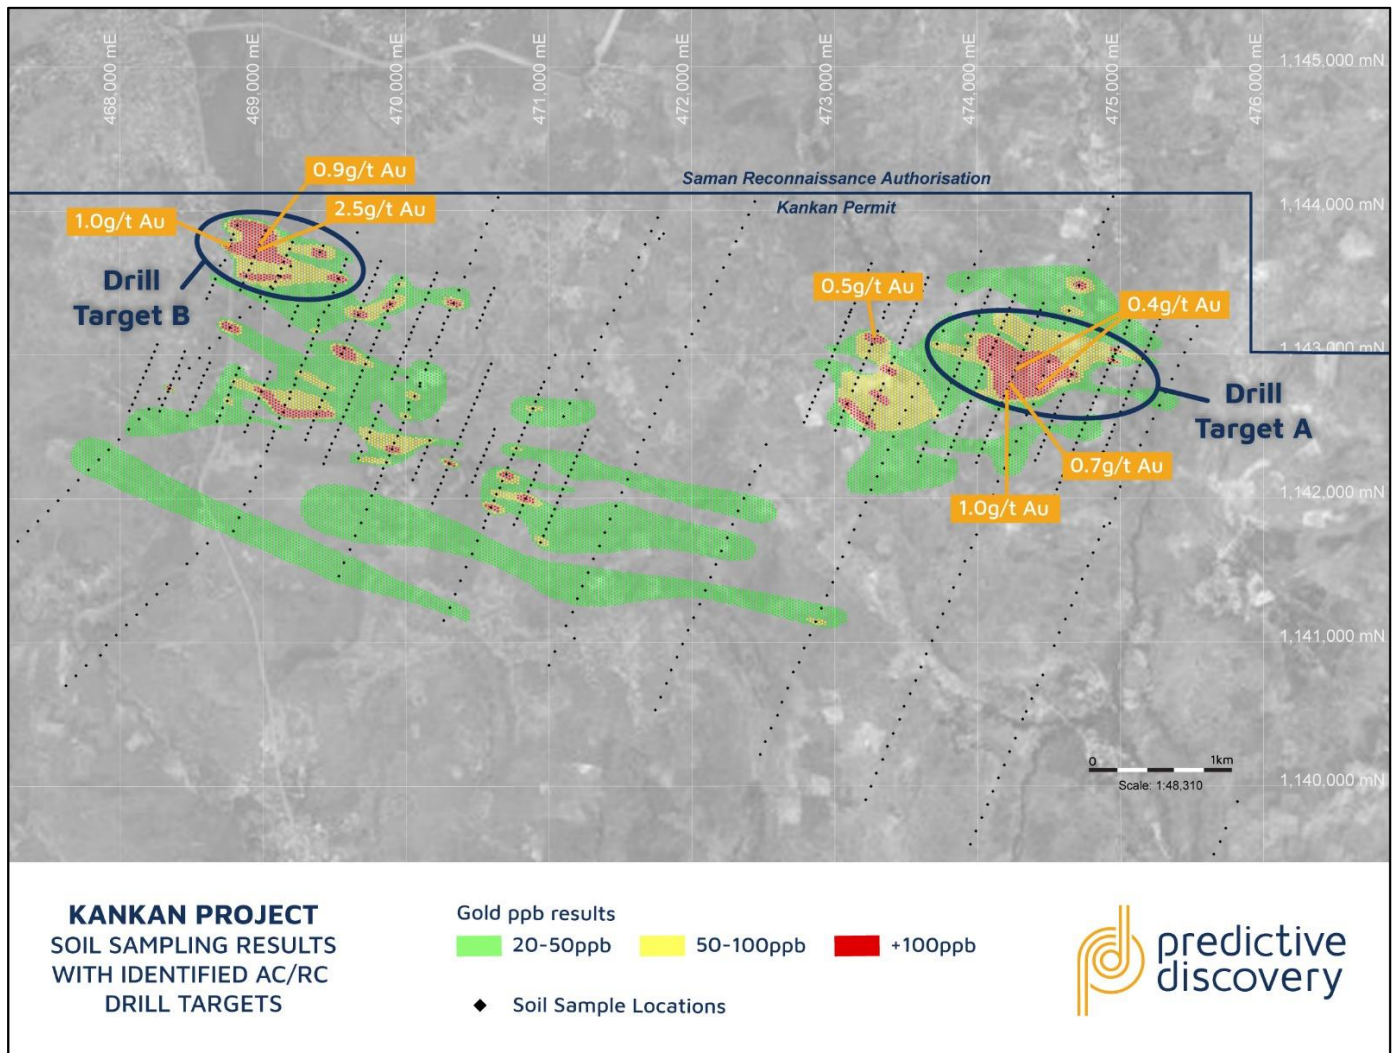 468,000 mE
469,000 mE
470,000 mE
471,000 mE
472,000 mE
473,000 mE
474,000 mE
475,000 mE
476,000 mE
1,145,000 mN
0.9g/t Au
Saman Reconnaissance Authorisation
Kankan Permit
1,144,000 mN
1.0g/t Au
2.5g/t Au
Drill
Target B
0.5g/t Au
0.4g/t Au
1,143,000 mN
Drill
Target A
0.7g/t Au
1.0g/t Au
1,142,000 mN
1,141,000 mN
0
1km
Scale: 1:48,310
1,140,000 mN
KANKAN PROJECT
SOIL SAMPLING RESULTS
WITH IDENTIFIED AC/RC
DRILL TARGETS
Gold ppb results
20-50ppb
50-100ppb
+100ppb
Soil Sample Locations
predictive
discovery